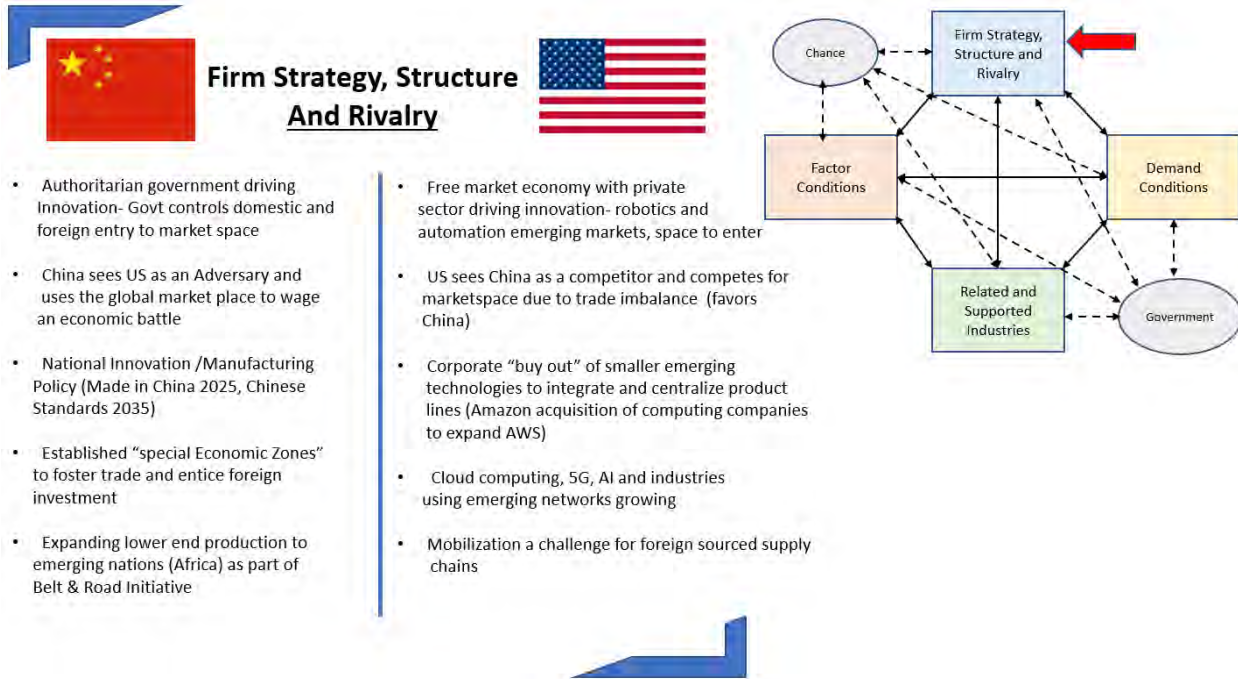 Firm Strategy, Structure
And Rivalry
• Authoritarian government driving
Innovation- Govt controls domestic and
foreign entry to market space
• China sees US as an Adversary and
uses the global market place to wage
an economic battle
• National Innovation /Manufacturing
Policy (Made in China 2025, Chinese
Standards 2035)
• Established “special Economic Zones”
to foster trade and entice foreign
investment
• Expanding lower end production to
emerging nations (Africa) as part of
Belt & Road Initiative
• Free market economy with private
sector driving innovation- robotics and
automation emerging markets, space to enter
• US sees China as a competitor and competes for
marketspace due to trade imbalance (favors
China)
• Corporate “buy out” of smaller emerging
technologies to integrate and centralize product
lines (Amazon acquisition of computing companies
to expand AWS)
• Cloud computing, 5G, AI and industries
using emerging networks growing
• Mobilization a challenge for foreign sourced supply
chains
Chance
Firm Strategy,
Structure and
Rivalry
Factor
Conditions
Demand
Conditions
Related and
Supported
Industries
Government